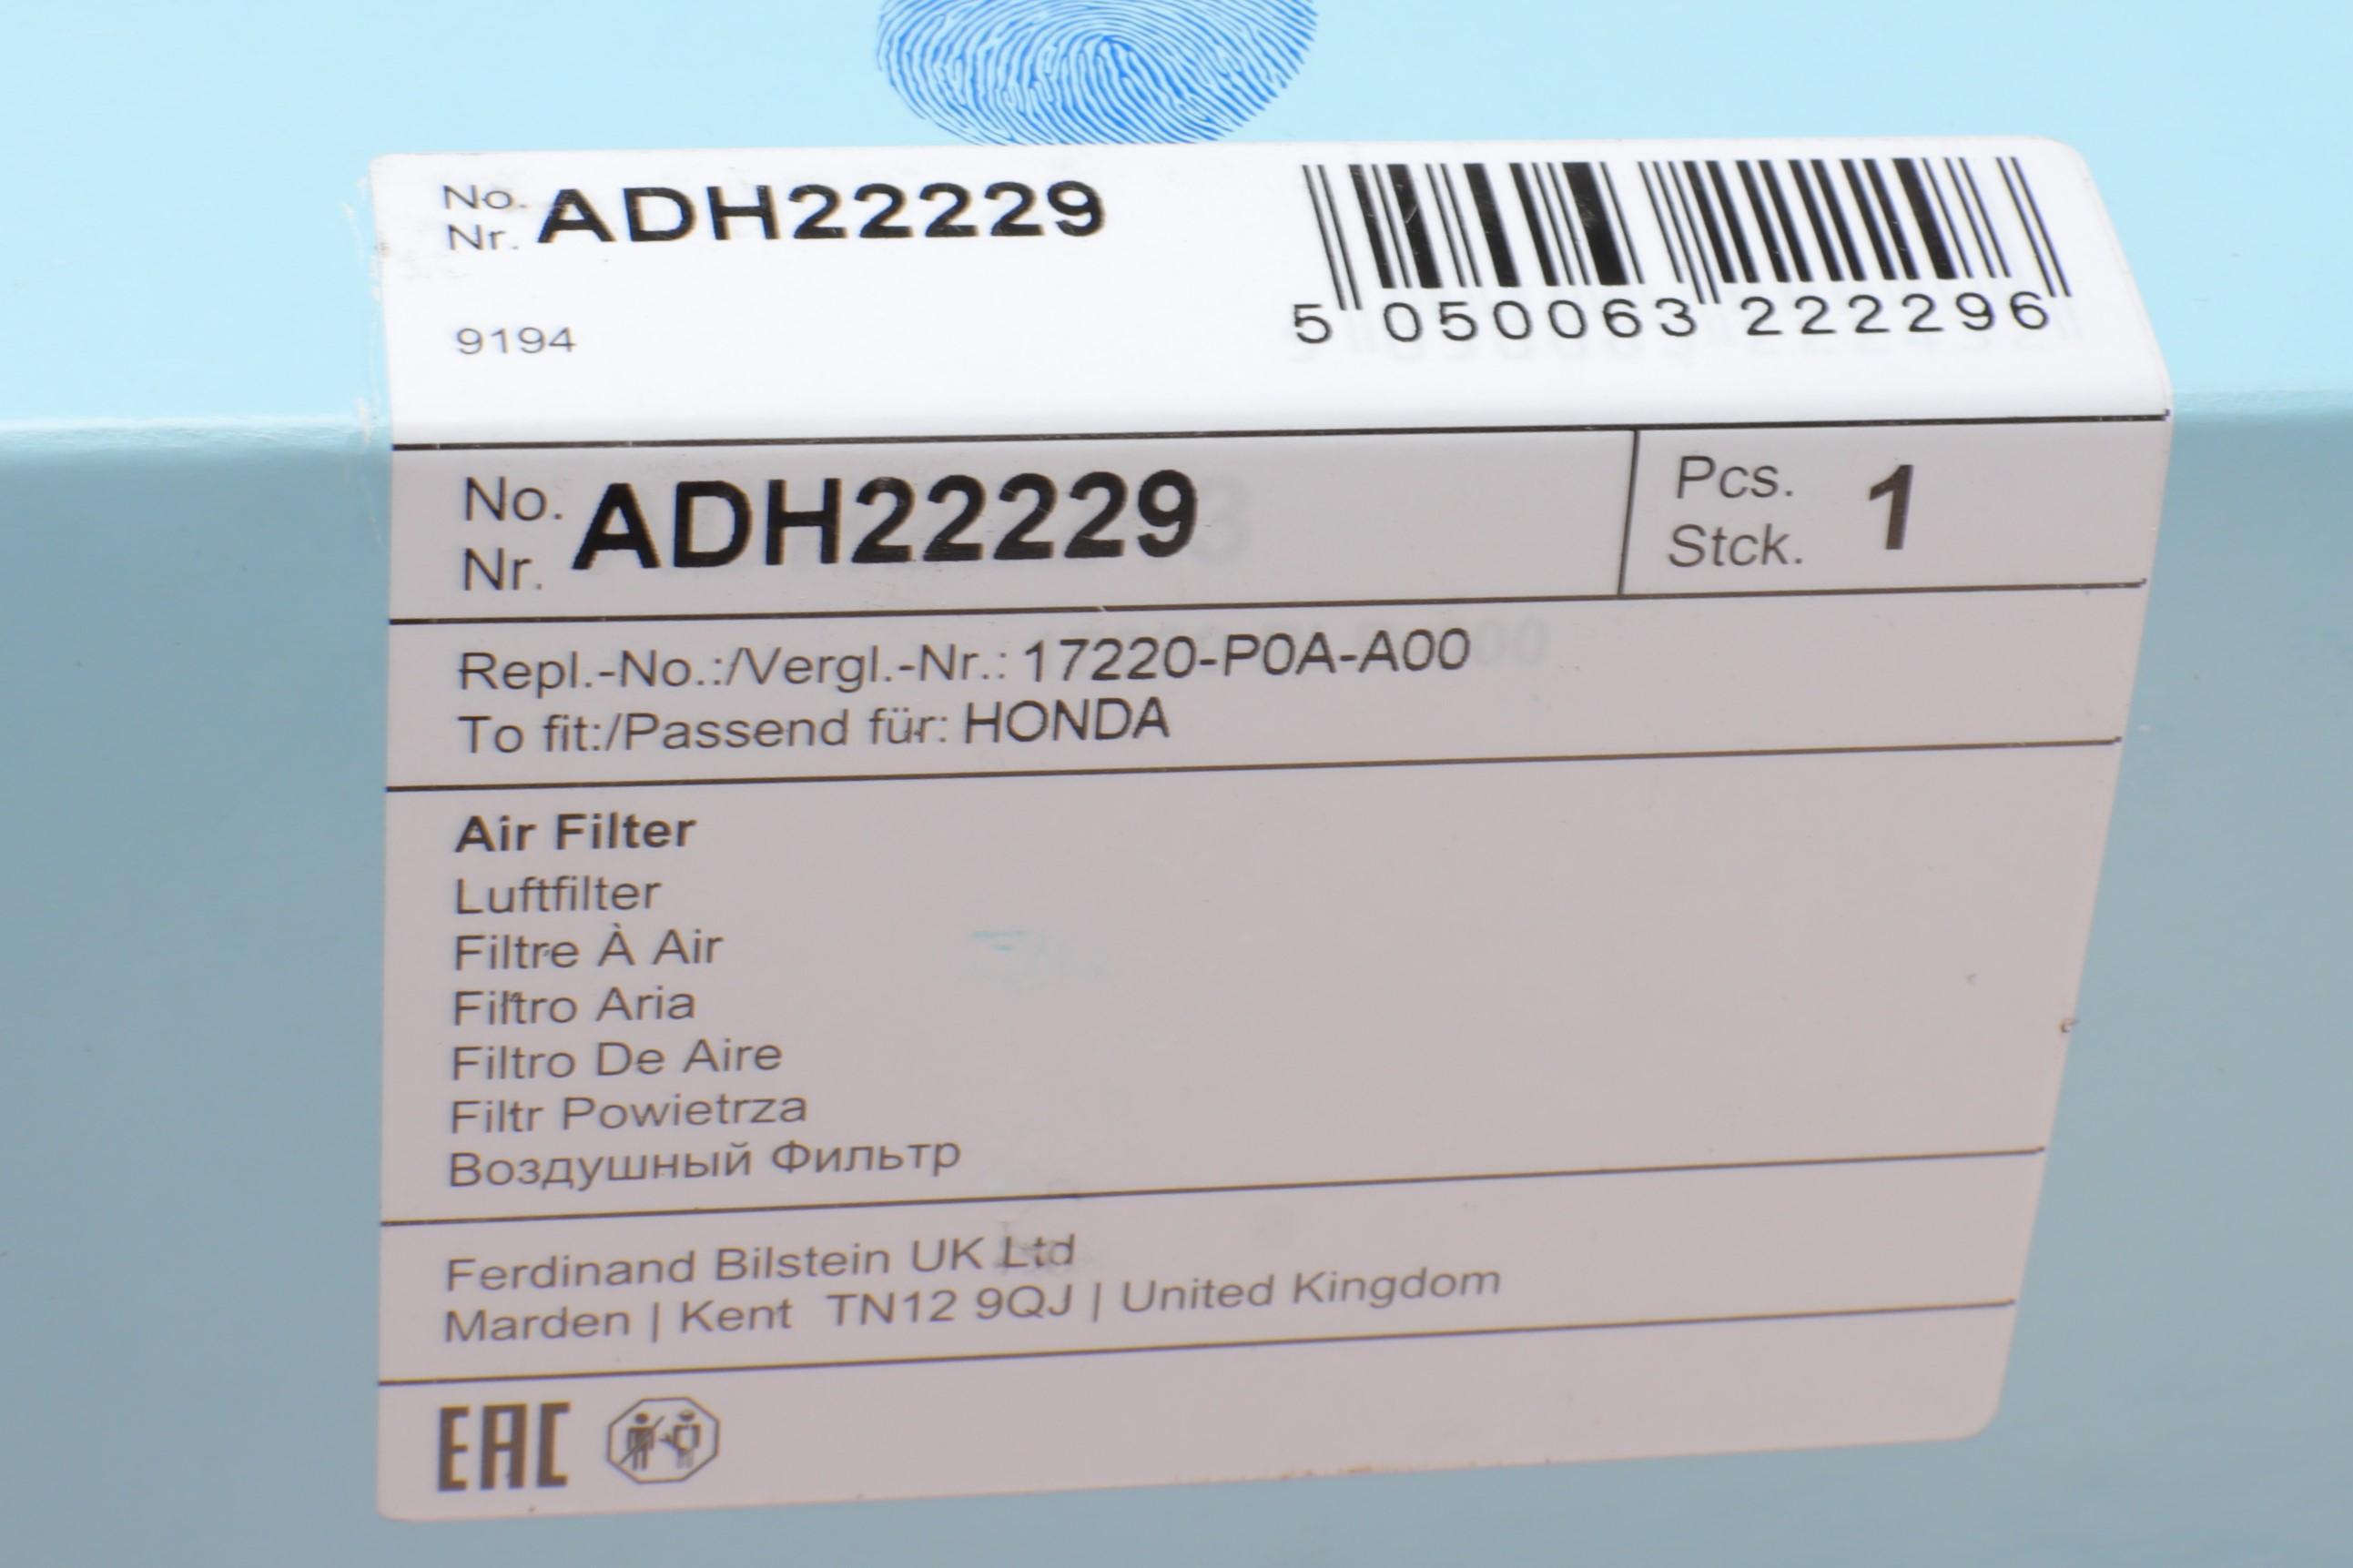 No.
Nr. ADH22229
5 050063 222296
9194
No.
Nr. ADH22229
Pcs.
Stck. 1
Repl.-No.:/Vergl.-Nr.: 17220-P0A-A00
To fit:/Passend für: HONDA
Air Filter
Luftfilter
Filtre À Air
Filtro Aria
Filtro De Aire
Filtr Powietrza
Воздушный Фильтр
Ferdinand Bilstein UK Ltd
Marden | Kent TN12 9QJ | United Kingdom
EAC